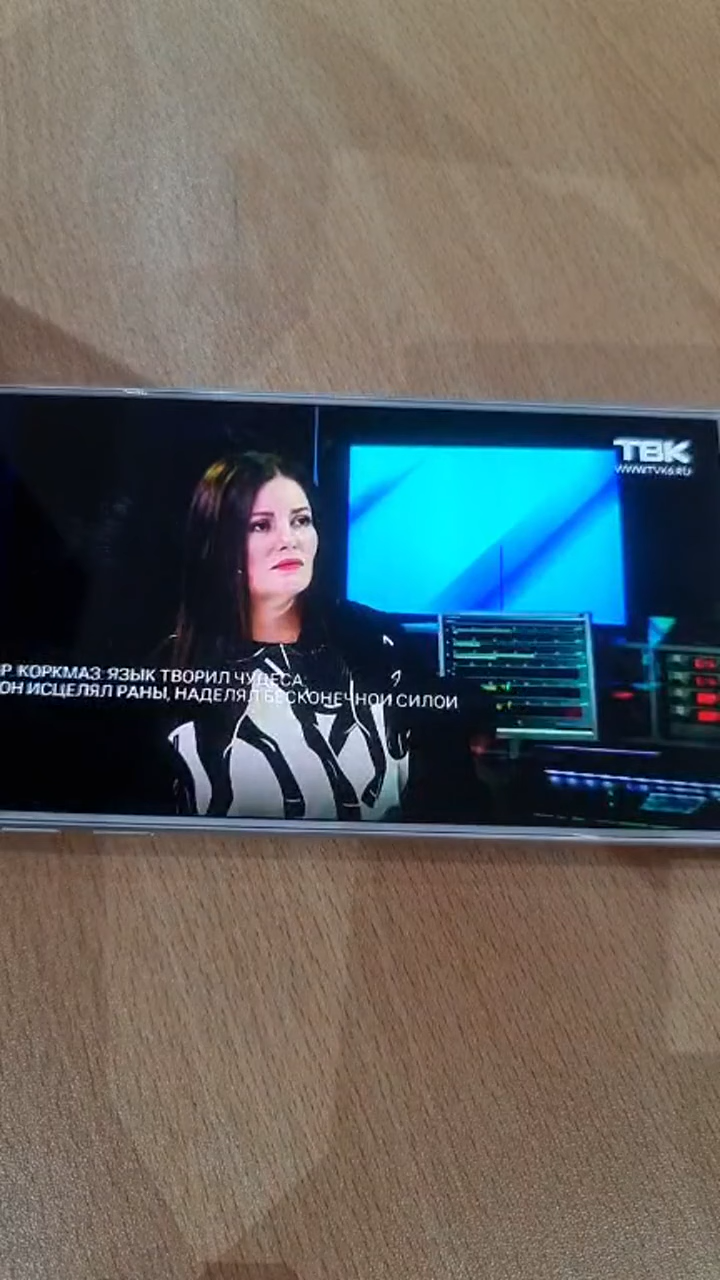 ТВК
WWW.TVK6.RU
Р КОРКМАЗ: ЯЗЫК ТВОРИЛ ЧУДЕСА:
ОН ИСЦЕЛЯЛ РАНЫ, НАДЕЛЯЛ БЕСКОНЕЧНОЙ СИЛОЙ